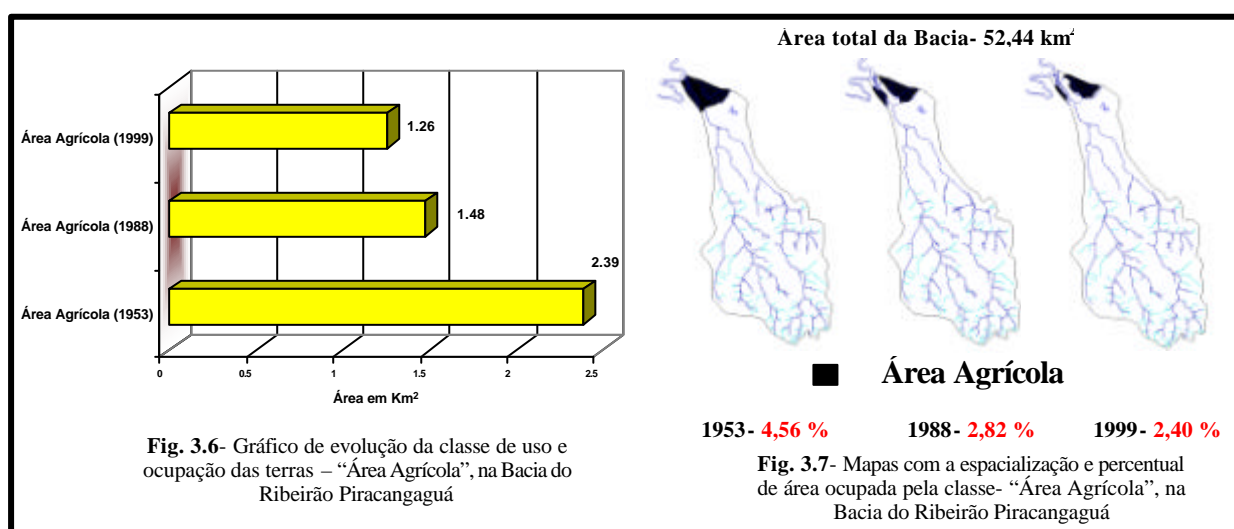 Área Agrícola (1999)
1.26
Área Agrícola (1988)
1.48
Área Agrícola (1953)
2.39
0 0.5 1 1.5 2 2.5
Área em Km²
Fig. 3.6- Gráfico de evolução da classe de uso e
ocupação das terras – “Área Agrícola”, na Bacia do
Ribeirão Piracangaguá
Área total da Bacia- 52,44 km²
Área Agrícola
1953- 4,56 % 1988- 2,82 % 1999- 2,40 %
Fig. 3.7- Mapas com a espacialização e percentual
de área ocupada pela classe- “Área Agrícola”, na
Bacia do Ribeirão Piracangaguá